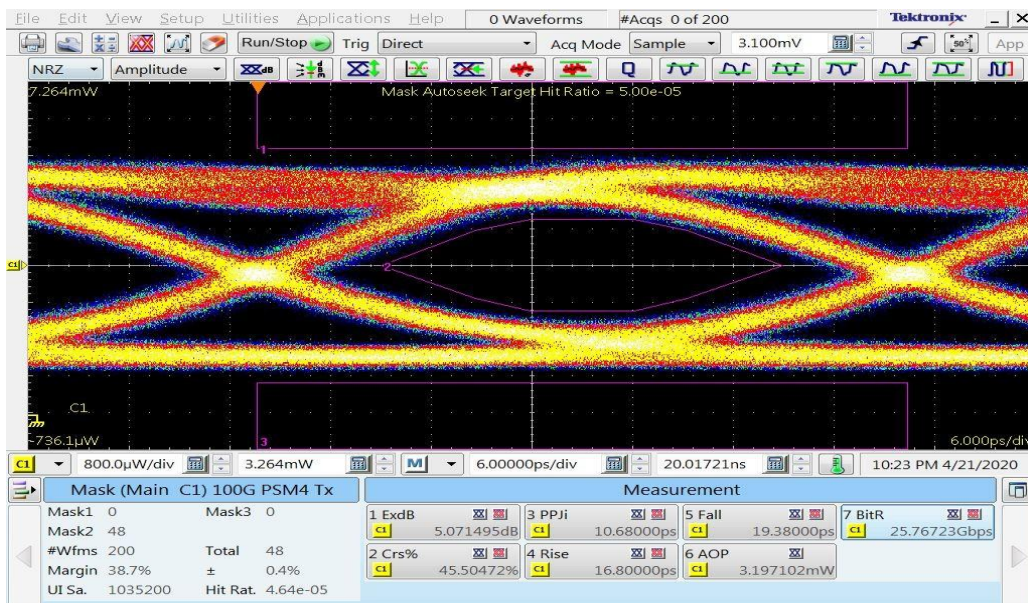 File Edit View Setup Utilities Applications Help 0 Waveforms #Acqs 0 of 200 Tektronix
Run/Stop Trig Direct Acq Mode Sample 3.100mV 50% App
NRZ Amplitude dB Q
7.264mW Mask Autoseek Target Hit Ratio = 5.00e-05
1
C1 2
C1
-736.1µW 3 6.000ps/div
C1 800.0µW/div 3.264mW M 6.00000ps/div 20.01721ns 10:23 PM 4/21/2020
Mask (Main C1) 100G PSM4 Tx Measurement
Mask1 0 Mask3 0
Mask2 48
#Wfms 200 Total 48
Margin 38.7% ± 0.4%
UI Sa. 1035200 Hit Rat. 4.64e-05
1 ExdB 3 PPJi 5 Fall 7 BitR
C1 5.071495dB C1 10.68000ps C1 19.38000ps C1 25.76723Gbps
2 Crs% 4 Rise 6 AOP
C1 45.50472% C1 16.80000ps C1 3.197102mW